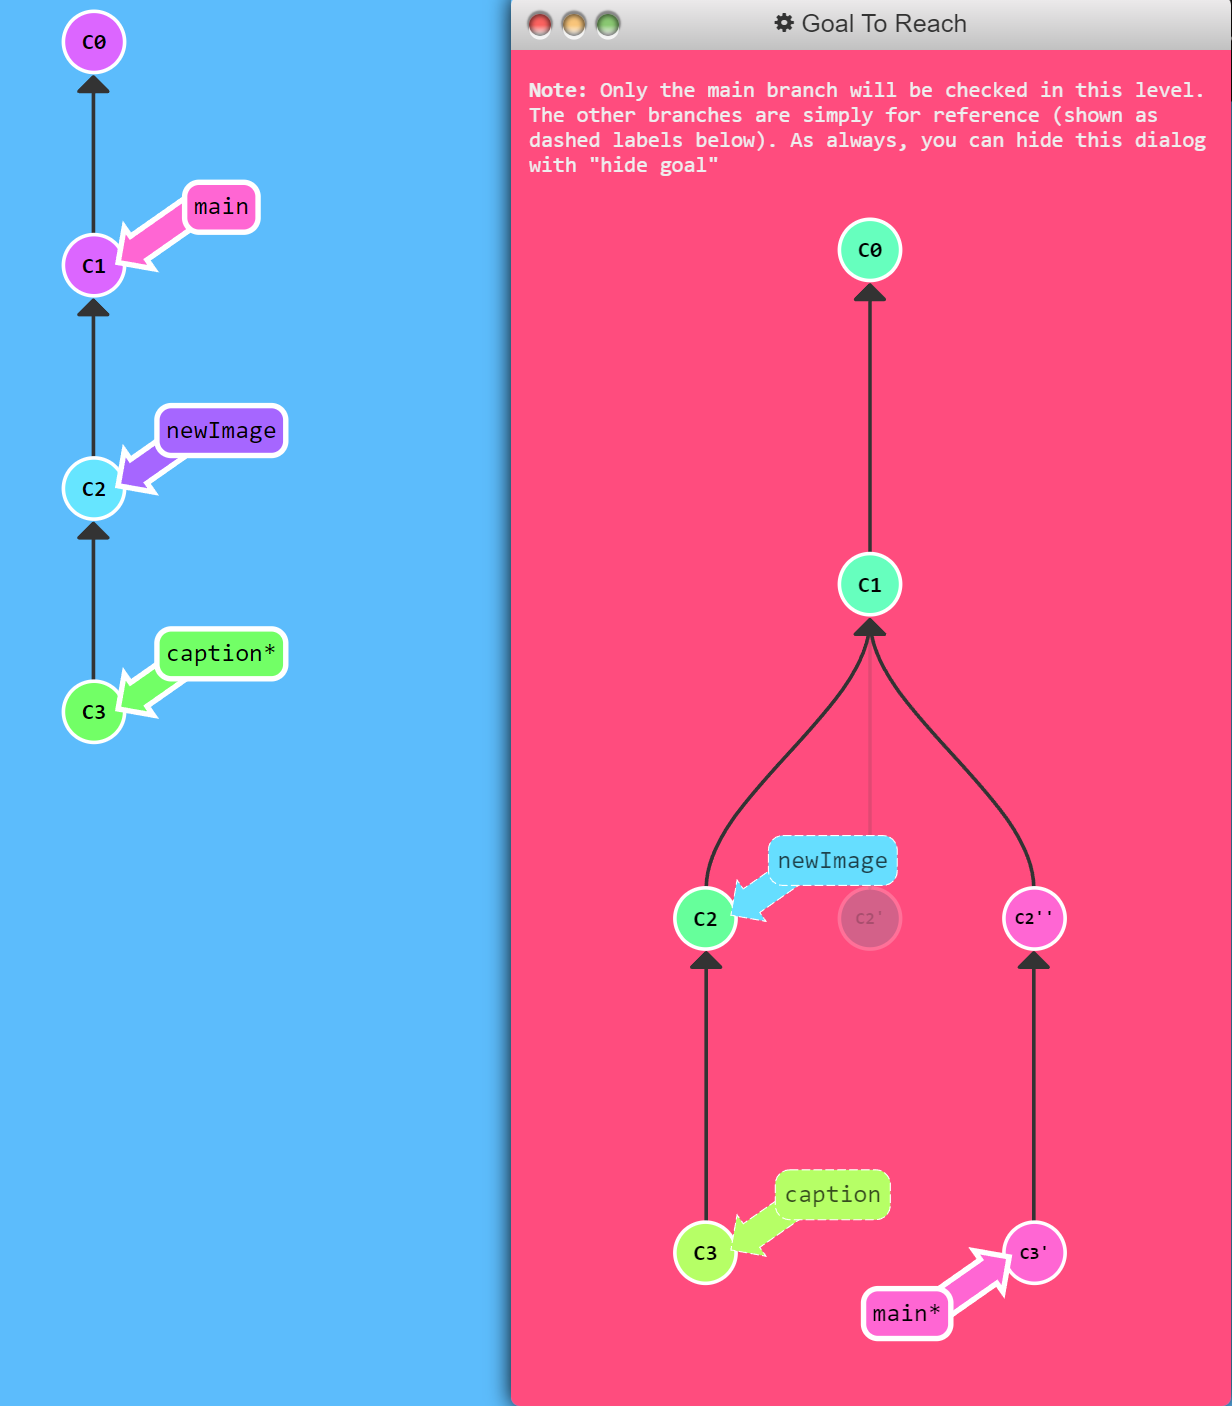 C0
main
C1
newImage
C2
caption*
C3
Goal To Reach
Note: Only the main branch will be checked in this level.
The other branches are simply for reference (shown as
dashed labels below). As always, you can hide this dialog
with "hide goal"
C0
C1
newImage
C2
C2'
C2''
caption
C3
C3'
main*